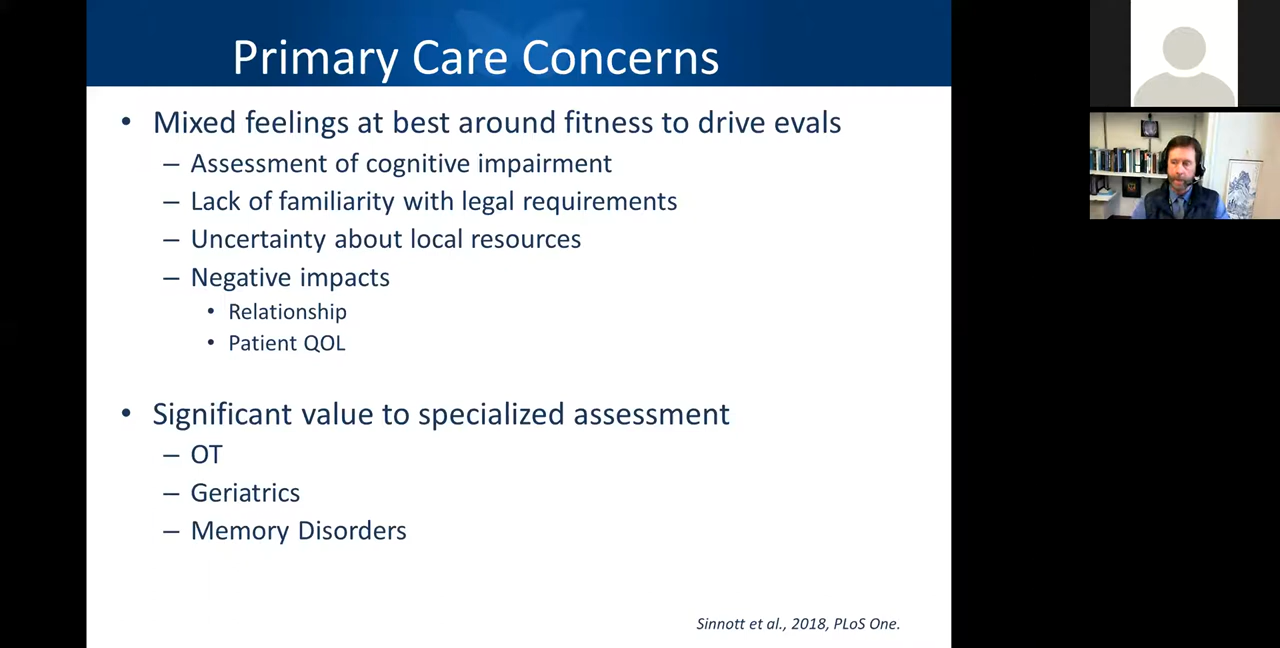 Primary Care Concerns
• Mixed feelings at best around fitness to drive evals
– Assessment of cognitive impairment
– Lack of familiarity with legal requirements
– Uncertainty about local resources
– Negative impacts
• Relationship
• Patient QOL
• Significant value to specialized assessment
– OT
– Geriatrics
– Memory Disorders
Sinnott et al., 2018, PLoS One.